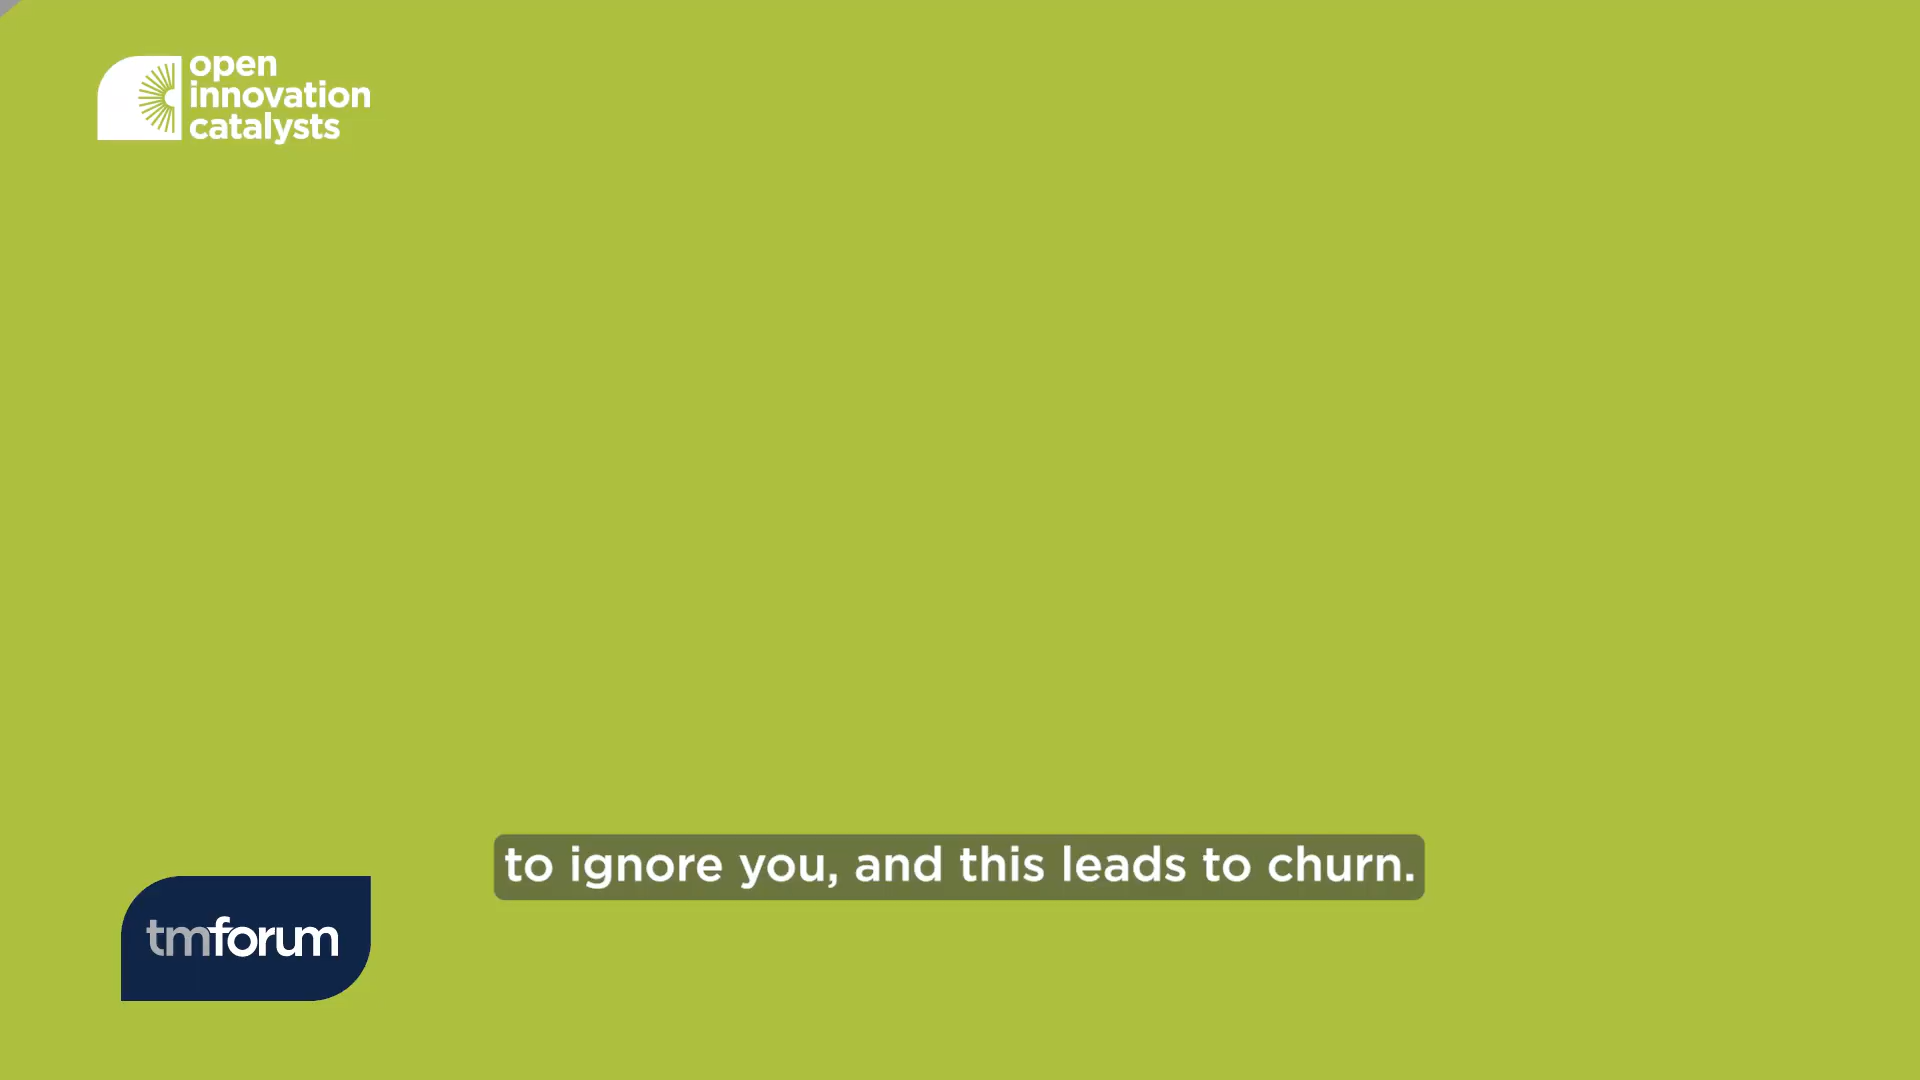 open
innovation
catalysts
to ignore you, and this leads to churn.
tmforum